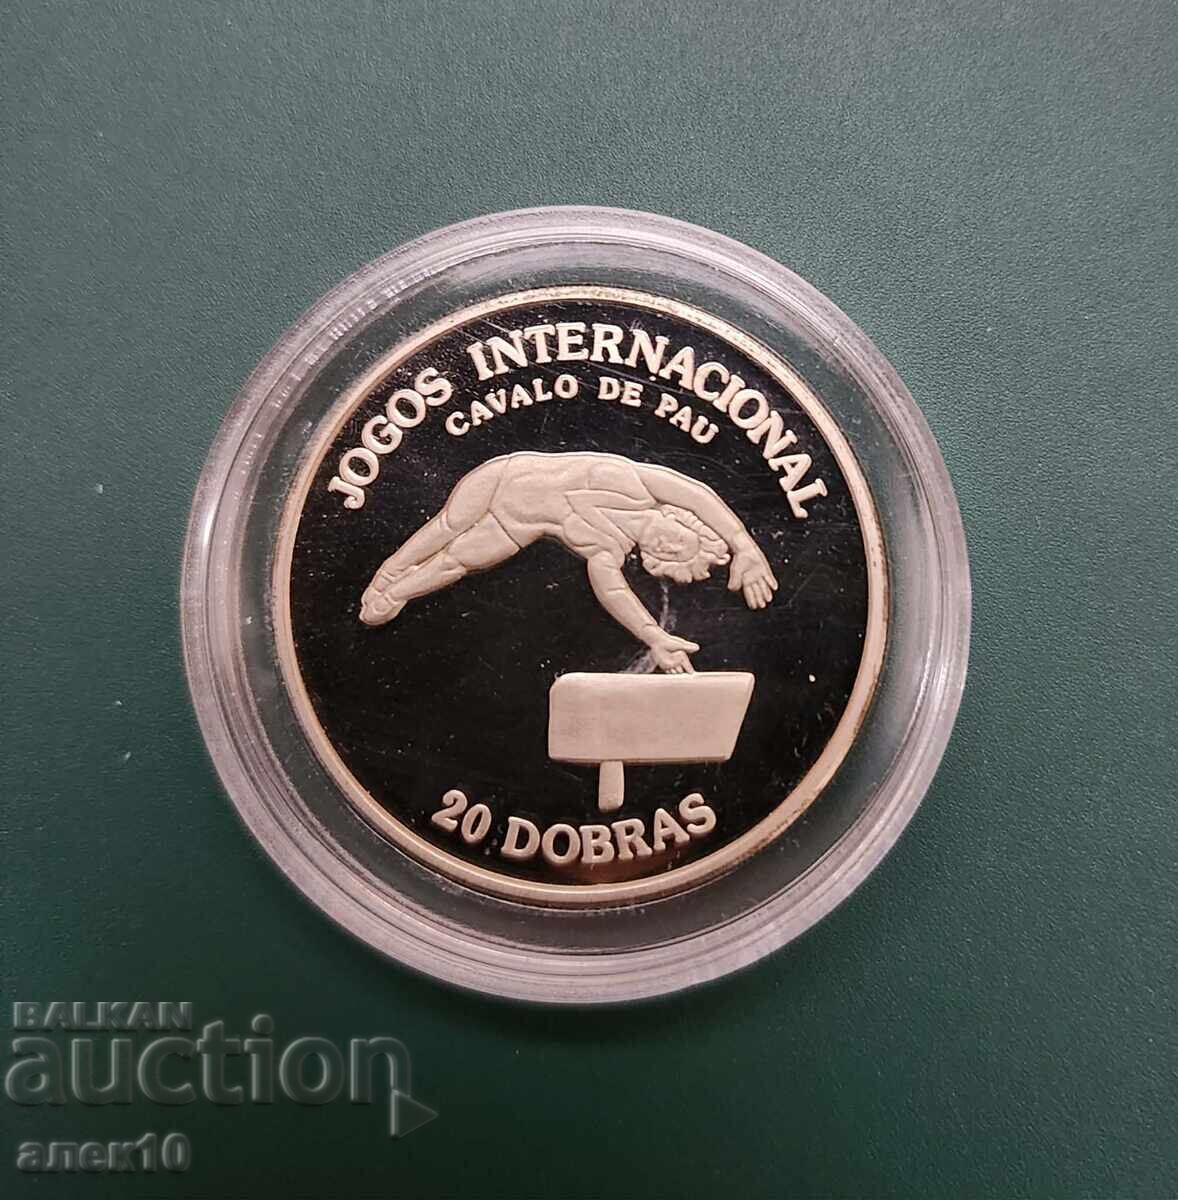 JOGOS INTERNACIONAL
CAVALO DE PAU
20 DOBRAS
BALKAN
auction
алек10